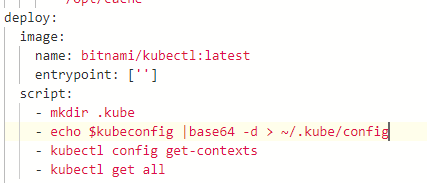 - /opt/cache
deploy:
  image:
    name: bitnami/kubectl:latest
    entrypoint: ['']
  script:
    - mkdir .kube
    - echo $kubeconfig |base64 -d > ~/.kube/config
    - kubectl config get-contexts
    - kubectl get all